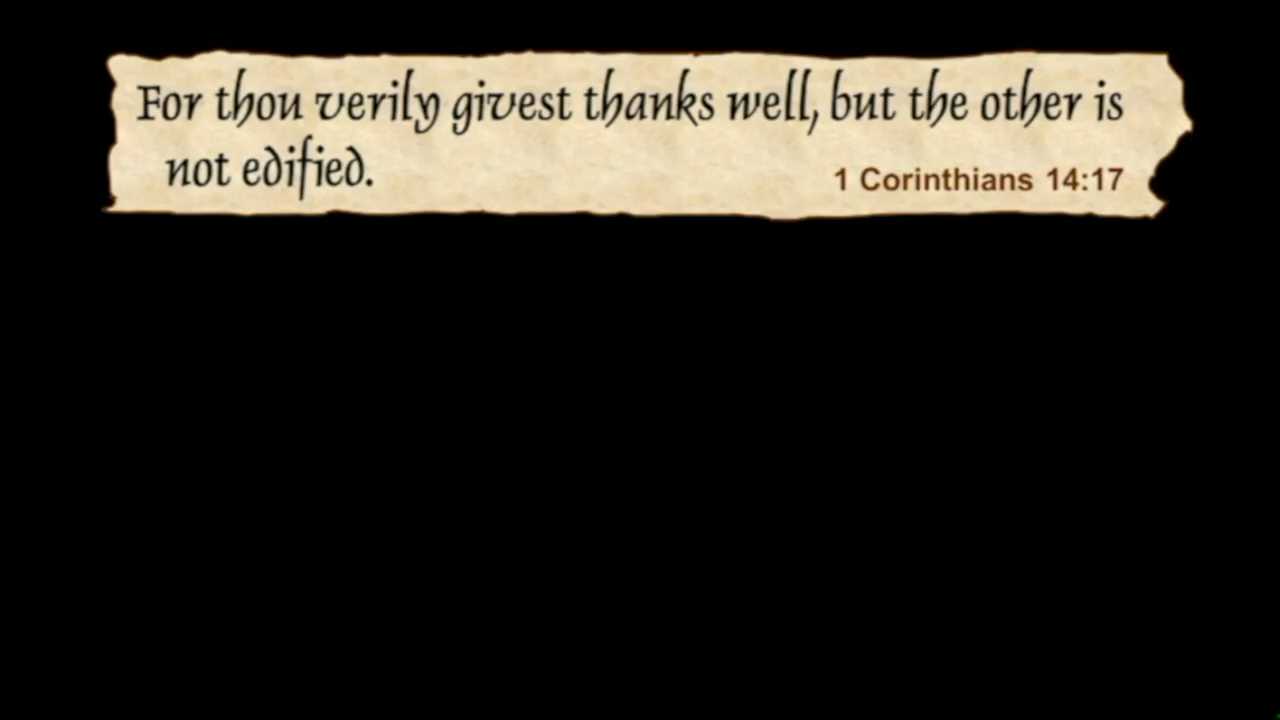 For thou verily givest thanks well, but the other is
not edified.
1 Corinthians 14:17